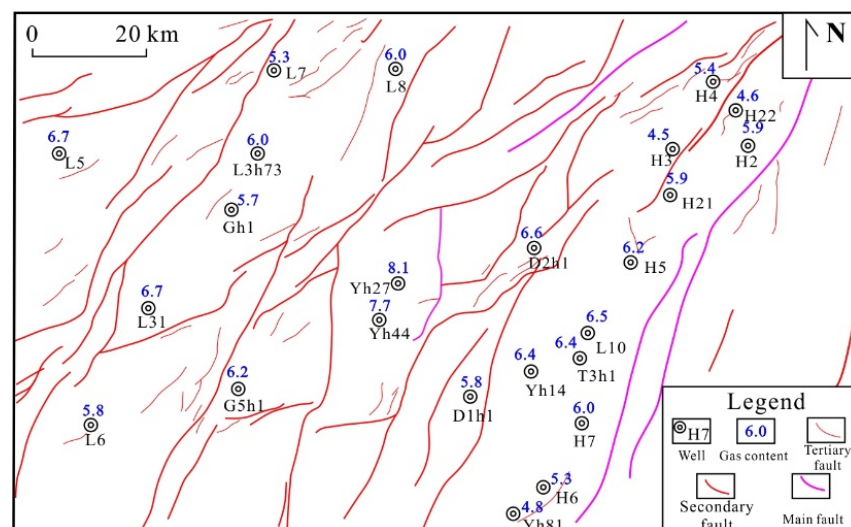 0 20 km
N
5.3
L7
6.0
L8
5.4
H4
4.6
H22
6.7
L5
6.0
L3h73
4.5
H3
5.9
H2
5.7
Gh1
5.9
H21
6.6
D2h1
6.2
H5
8.1
Yh27
6.7
L31
7.7
Yh44
6.5
L10
6.4
T3h1
6.4
Yh14
6.2
G5h1
5.8
D1h1
5.8
L6
6.0
H7
5.3
H6
4.8
Yh81
Legend
H7 6.0
Well Gas content Tertiary
fault
Secondary
fault
Main fault